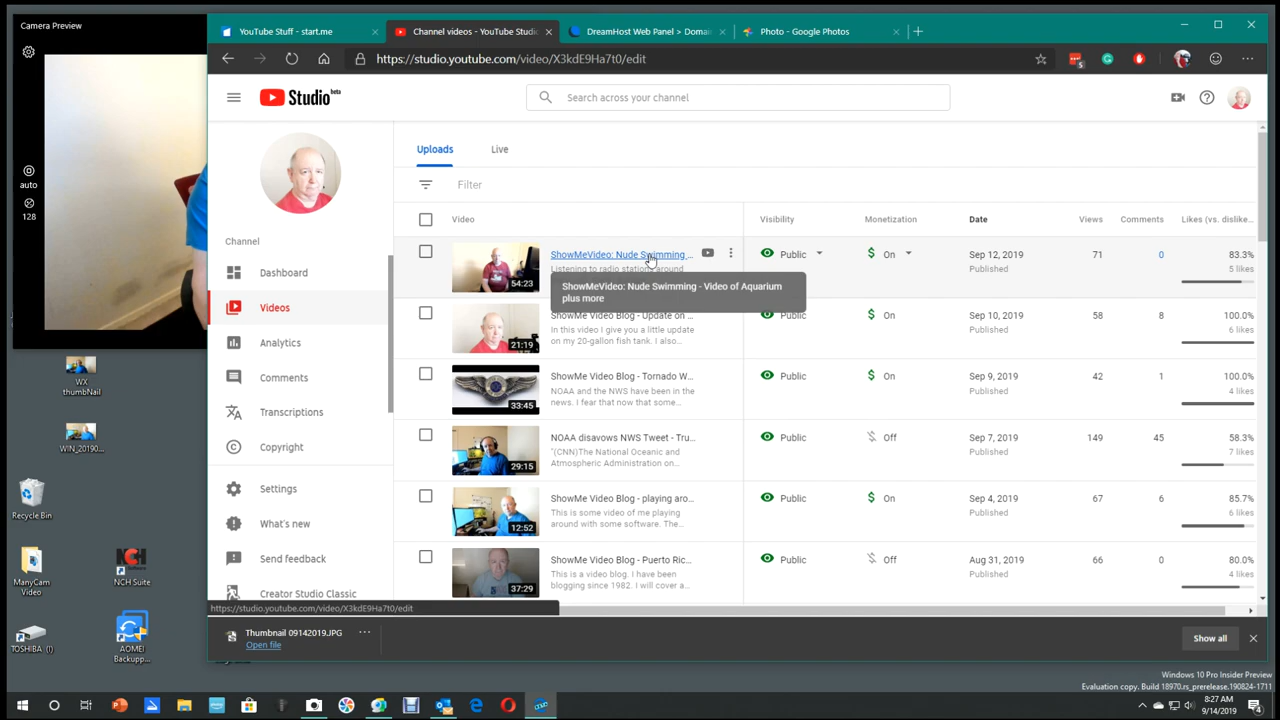 Camera Preview
YouTube Stuff - start.me
Channel videos - YouTube Studio
DreamHost Web Panel > Domain
Photo - Google Photos
https://studio.youtube.com/video/X3kdE9Ha7t0/edit
5
Studio beta
Search across your channel
Uploads
Live
Filter
auto
128
Channel
Dashboard
Videos
Analytics
Comments
Transcriptions
Copyright
Settings
What's new
Send feedback
Creator Studio Classic
Video
Visibility
Monetization
Date
Views
Comments
Likes (vs. dislike...
ShowMeVideo: Nude Swimming ...
Listening to radio stations around
54:23
Public
On
Sep 12, 2019
Published
71
0
83.3%
5 likes
ShowMeVideo: Nude Swimming - Video of Aquarium
plus more
ShowMe Video Blog - Update on ...
In this video I give you a little update
on my 20-gallon fish tank. I also...
21:19
Public
On
Sep 10, 2019
Published
58
8
100.0%
6 likes
ShowMe Video Blog - Tornado W...
NOAA and the NWS have been in the
news. I fear that now that some...
33:45
Public
On
Sep 9, 2019
Published
42
1
100.0%
4 likes
NOAA disavows NWS Tweet - Tru...
"(CNN)The National Oceanic and
Atmospheric Administration on...
29:15
Public
Off
Sep 7, 2019
Published
149
45
58.3%
7 likes
ShowMe Video Blog - playing aro...
This is some video of me playing
around with some software. The...
12:52
Public
On
Sep 4, 2019
Published
67
6
85.7%
6 likes
ShowMe Video Blog - Puerto Ric...
This is a video blog. I have been
blogging since 1982. I will cover a
37:29
Public
Off
Aug 31, 2019
Published
66
0
80.0%
4 likes
https://studio.youtube.com/video/X3kdE9Ha7t0/edit
Thumbnail 09142019.JPG
Open file
Show all
WX
thumbNail
WIN_20190...
Recycle Bin
ManyCam
Video
NCH Suite
TOSHIBA (I)
AOMEI
Backupp...
Windows 10 Pro Insider Preview
Evaluation copy. Build 18970.rs_prerelease.190824-1711
8:27 AM
9/14/2019
4